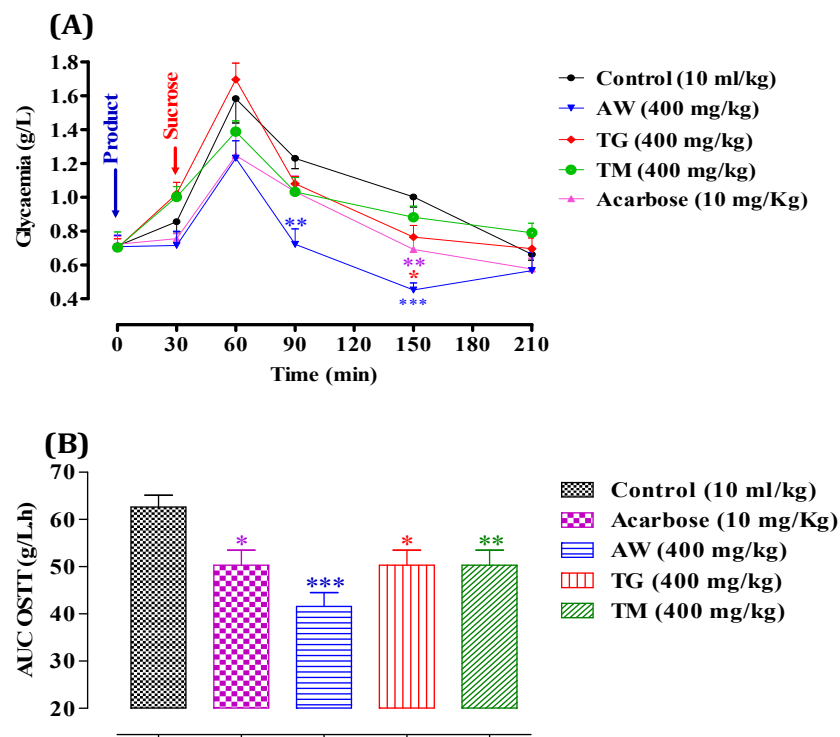 (A)
1.8
1.6
1.4
1.2
1.0
0.8
0.6
0.4
Glycaemia (g/L)
Product
Sucrose
**
**
*
***
0
30
60
90
120
150
180
210
Time (min)
Control (10 ml/kg)
AW (400 mg/kg)
TG (400 mg/kg)
TM (400 mg/kg)
Acarbose (10 mg/Kg)
(B)
70
60
50
40
30
20
AUC OSTT (g/L.h)
*
***
*
**
Control (10 ml/kg)
Acarbose (10 mg/Kg)
AW (400 mg/kg)
TG (400 mg/kg)
TM (400 mg/kg)